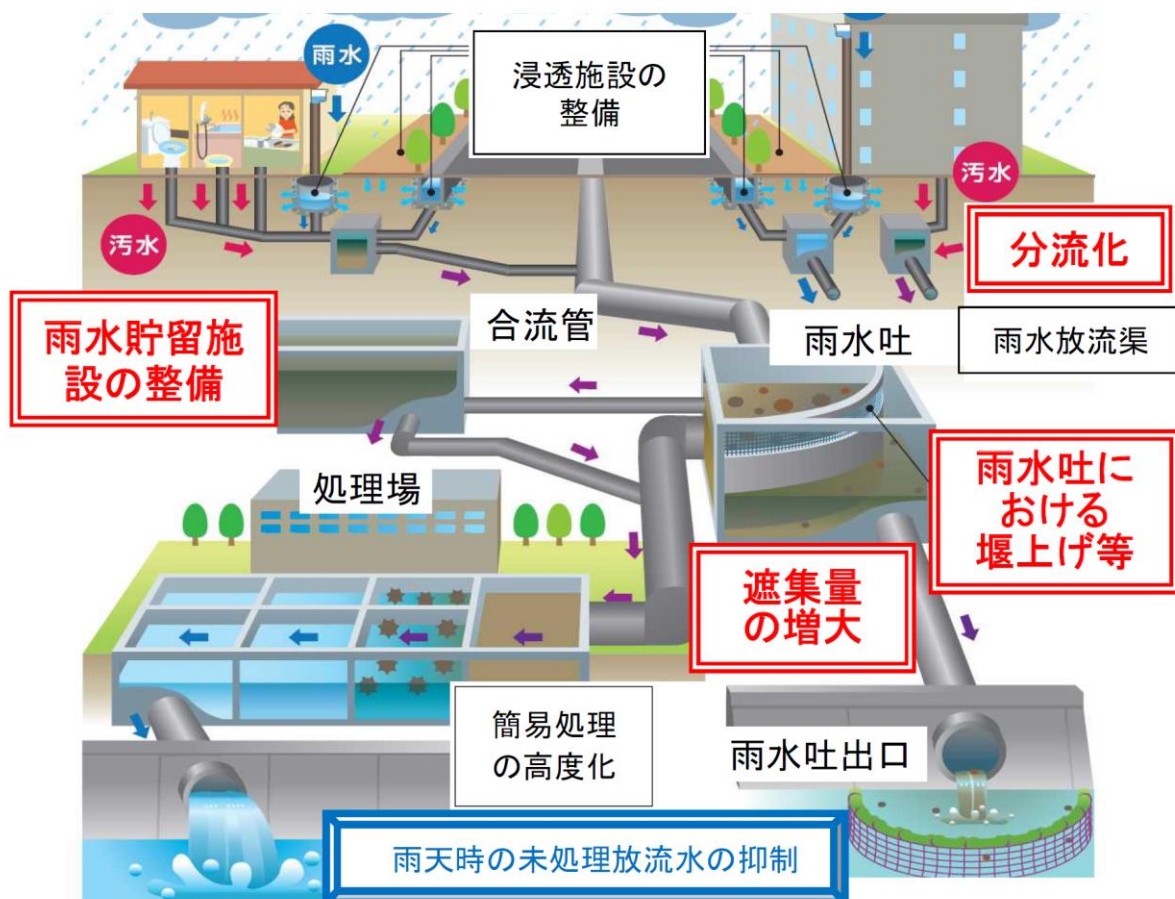 雨水
浸透施設の
整備
汚水
汚水
分流化
雨水貯留施
設の整備
合流管
雨水吐
雨水放流渠
処理場
雨水吐に
おける
堰上げ等
遮集量
の増大
簡易処理
の高度化
雨水吐出口
雨天時の未処理放流水の抑制